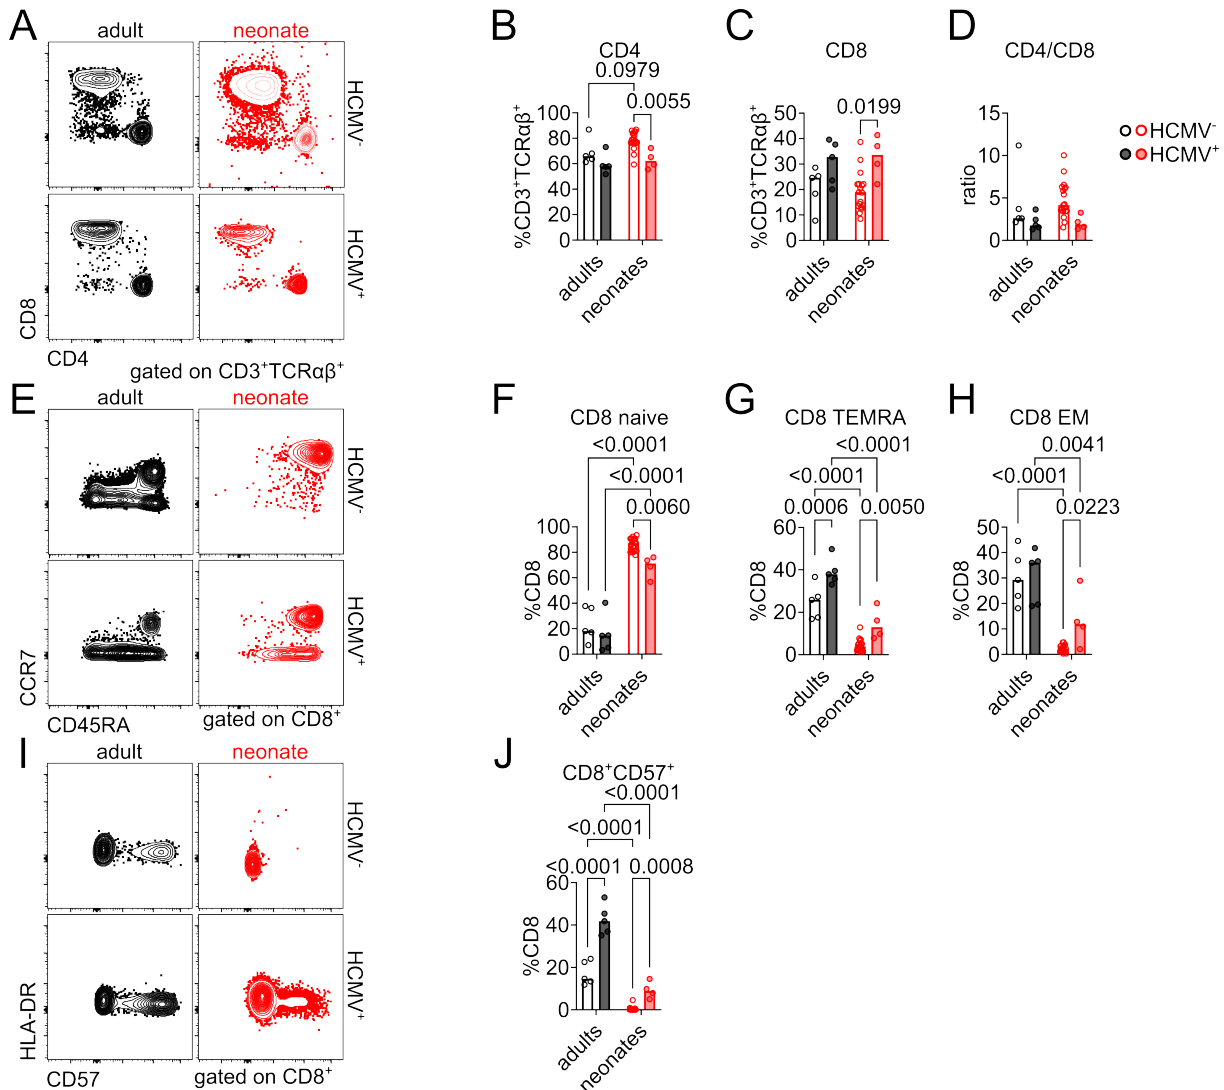 A
adult
neonate
HCMV⁻
HCMV⁺
CD8
CD4
gated on CD3⁺TCRαβ⁺
B
CD4
0.0979
0.0055
%CD3⁺TCRαβ⁺
100
80
60
40
20
0
adults
neonates
C
CD8
0.0199
%CD3⁺TCRαβ⁺
50
40
30
20
10
0
adults
neonates
D
CD4/CD8
ratio
15
10
5
0
adults
neonates
HCMV⁻
HCMV⁺
E
adult
neonate
HCMV⁻
HCMV⁺
CCR7
CD45RA
gated on CD8⁺
F
CD8 naive
<0.0001
<0.0001
0.0060
%CD8
100
80
60
40
20
0
adults
neonates
G
CD8 TEMRA
<0.0001
<0.0001
0.0006
0.0050
%CD8
60
40
20
0
adults
neonates
H
CD8 EM
0.0041
<0.0001
0.0223
%CD8
50
40
30
20
10
0
adults
neonates
I
adult
neonate
HCMV⁻
HCMV⁺
HLA-DR
CD57
gated on CD8⁺
J
CD8⁺CD57⁺
<0.0001
<0.0001
<0.0001
0.0008
%CD8
60
40
20
0
adults
neonates